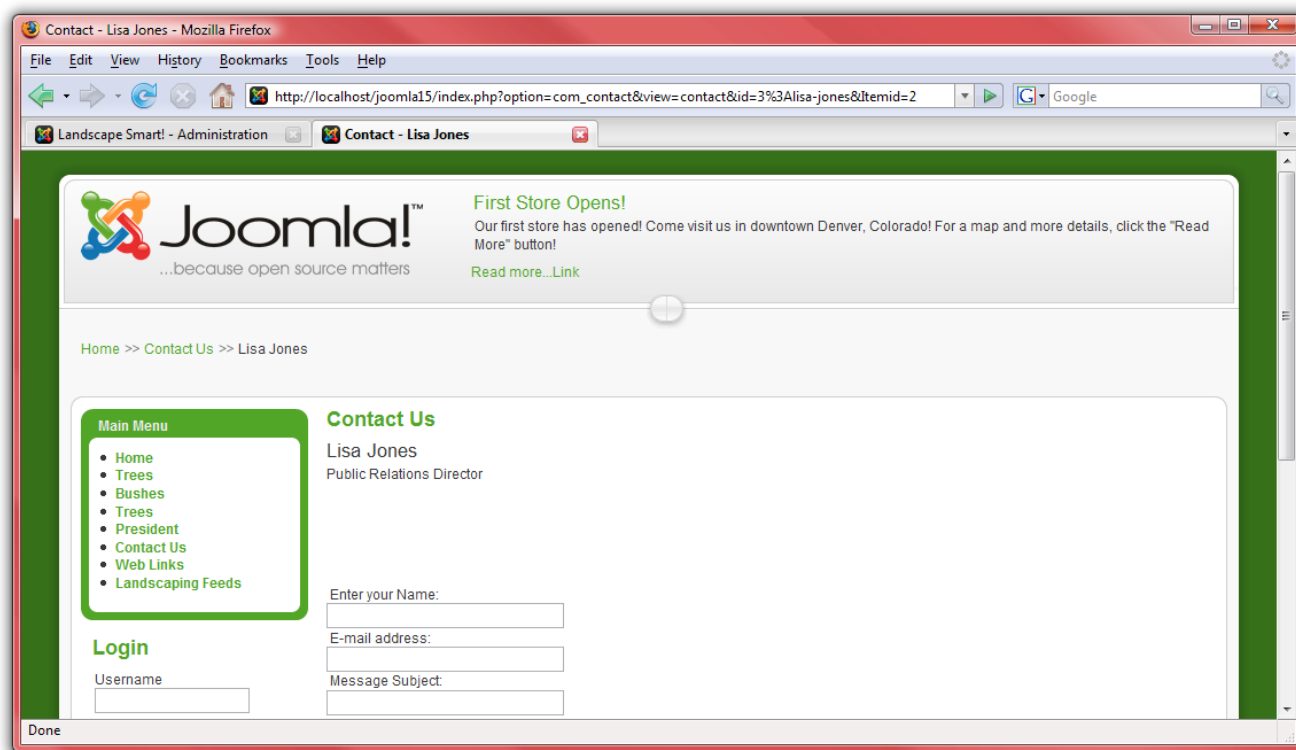 Contact - Lisa Jones - Mozilla Firefox
File Edit View History Bookmarks Tools Help
http://localhost/joomla15/index.php?option=com_contact&view=contact&id=3%3Alisa-jones&Itemid=2
G Google
Landscape Smart! - Administration
Contact - Lisa Jones
Joomla!™
...because open source matters
First Store Opens!
Our first store has opened! Come visit us in downtown Denver, Colorado! For a map and more details, click the "Read
More" button!
Read more...Link
Home >> Contact Us >> Lisa Jones
Main Menu
Home
Trees
Bushes
Trees
President
Contact Us
Web Links
Landscaping Feeds
Login
Username
Contact Us
Lisa Jones
Public Relations Director
Enter your Name:
E-mail address:
Message Subject:
Done